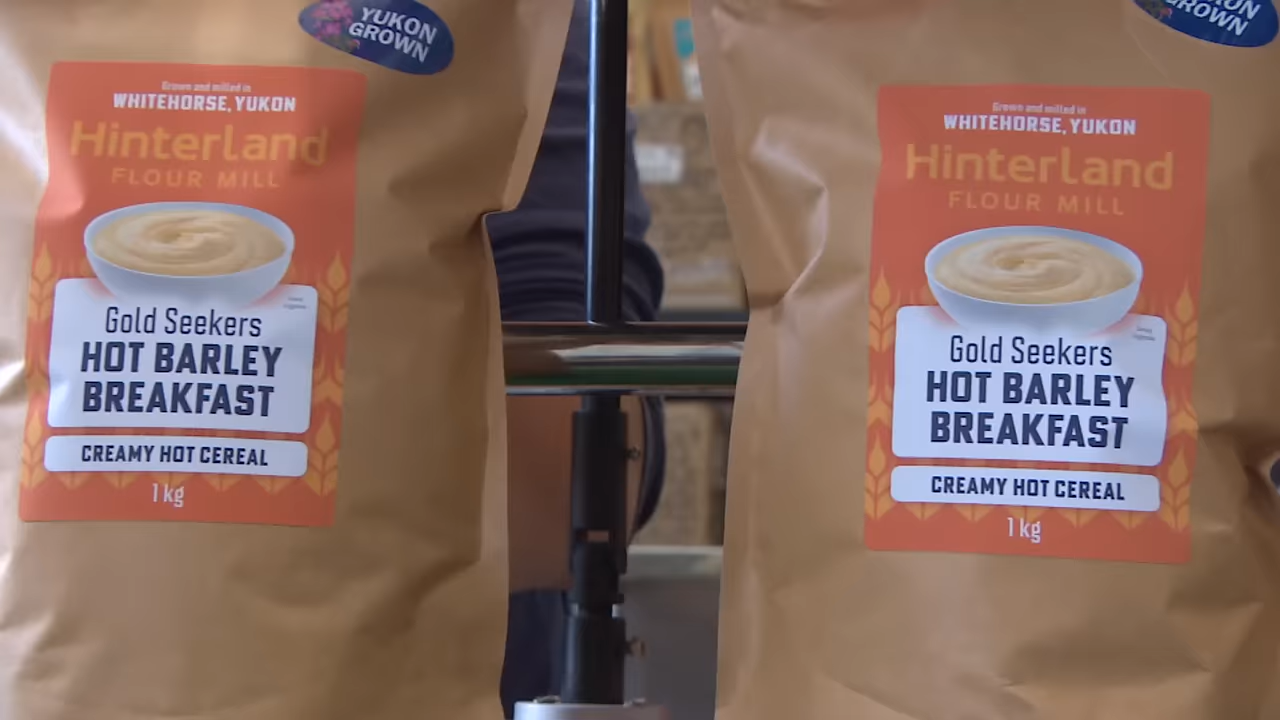 YUKON
GROWN
Grown and milled in
WHITEHORSE, YUKON
Hinterland
FLOUR MILL
Gold Seekers
HOT BARLEY
BREAKFAST
CREAMY HOT CEREAL
1 kg
GROWN
Grown and milled in
WHITEHORSE, YUKON
Hinterland
FLOUR MILL
Gold Seekers
HOT BARLEY
BREAKFAST
CREAMY HOT CEREAL
1 kg